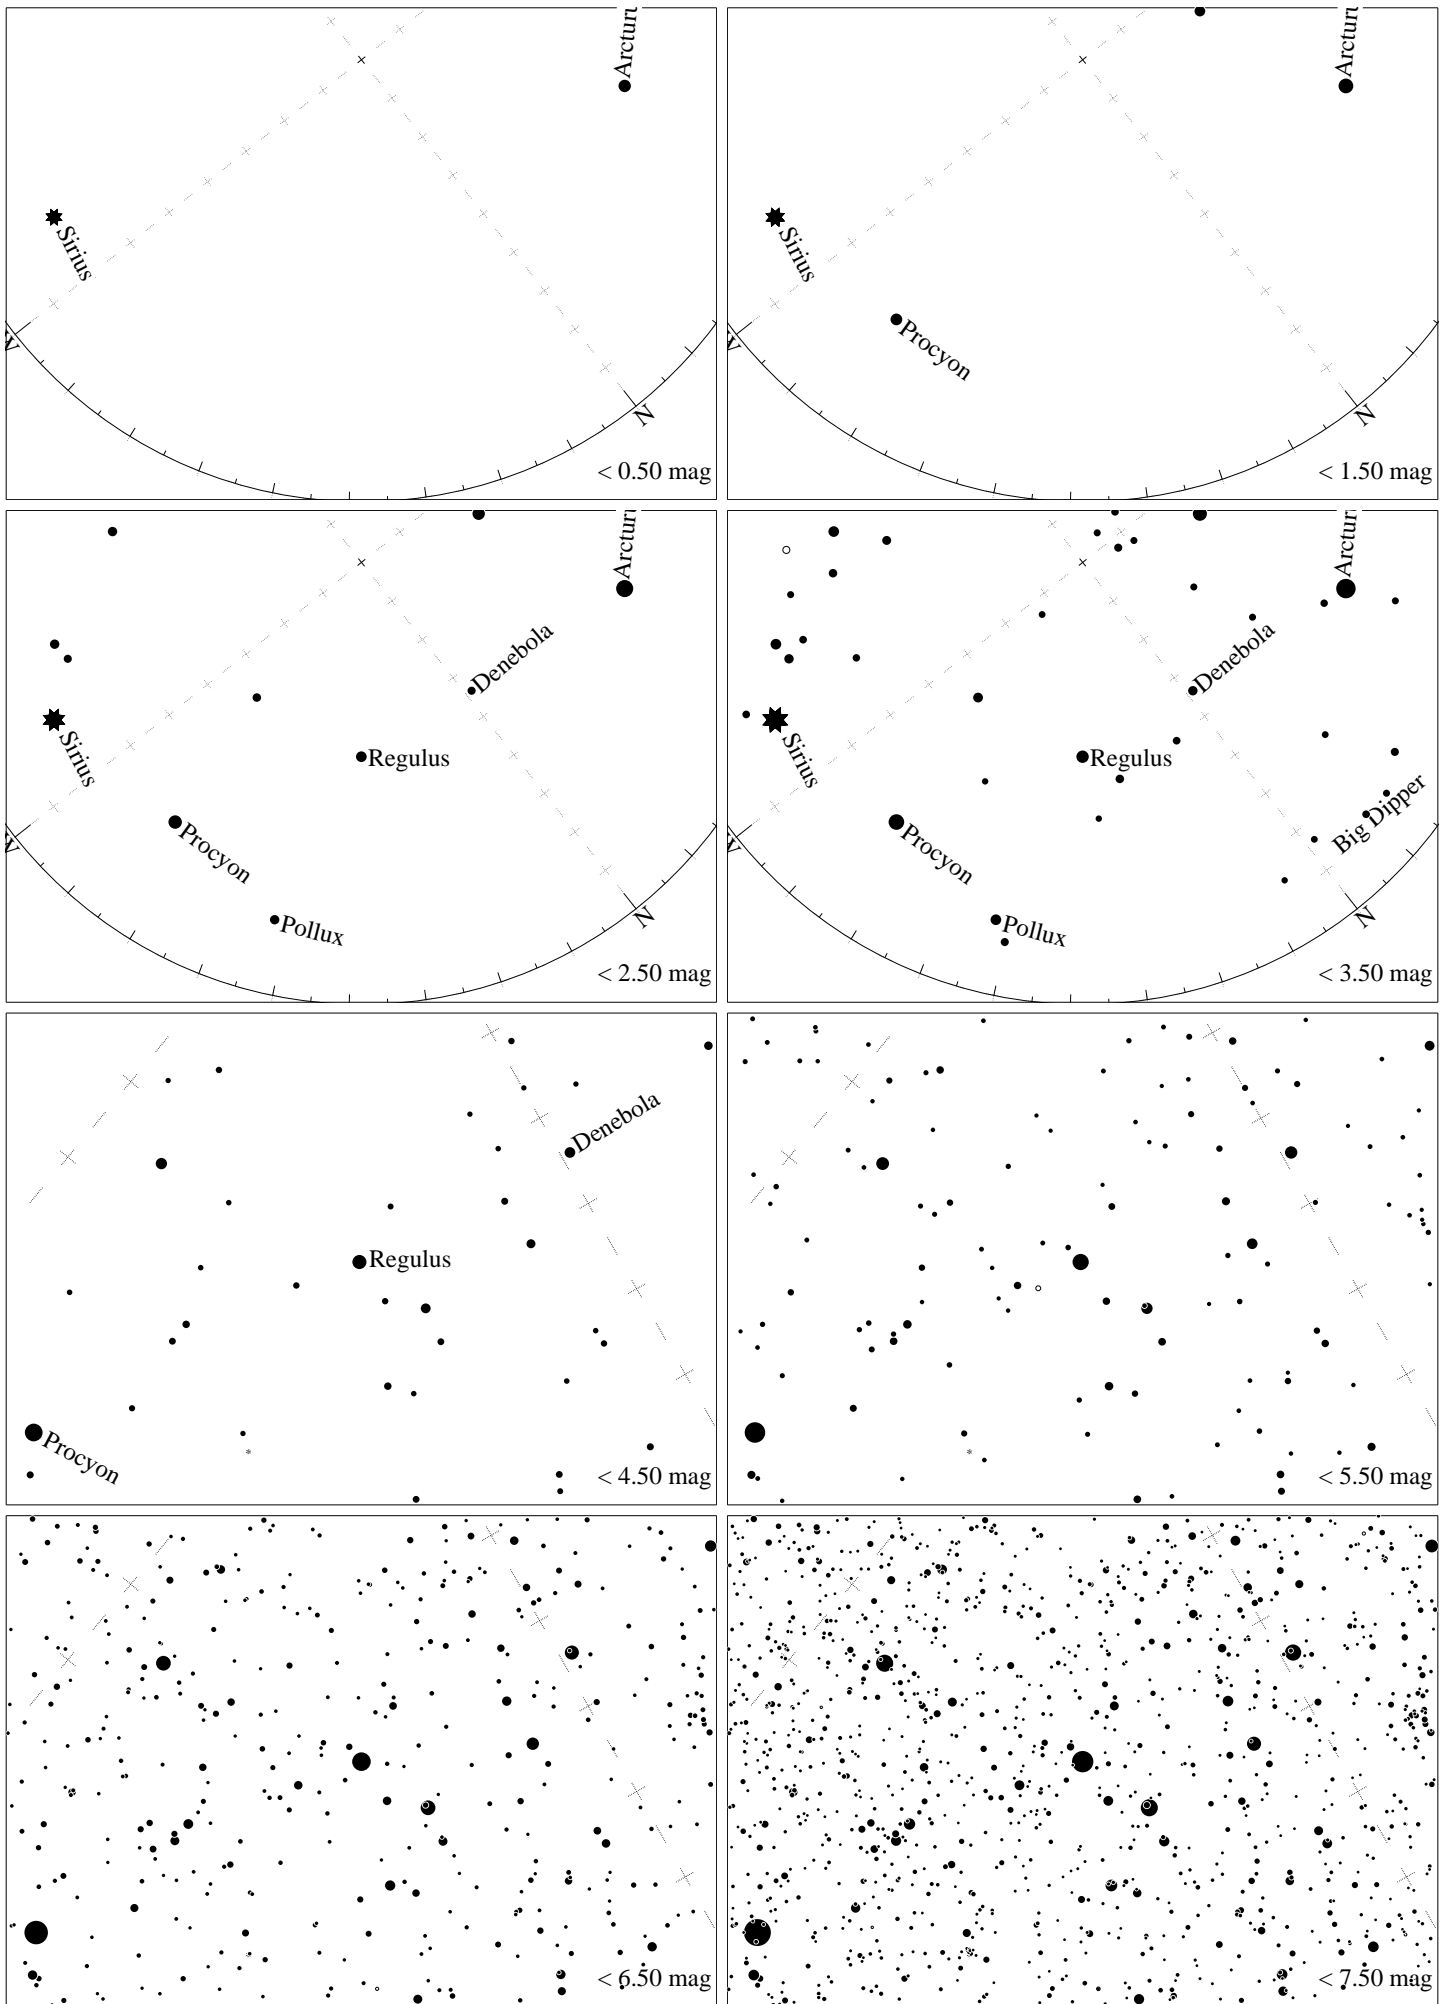 Arctur
Sirius
W
N
< 0.50 mag
Arctur
Sirius
Procyon
W
N
< 1.50 mag
Arctur
Denebola
Sirius
Regulus
Procyon
Pollux
W
N
< 2.50 mag
Arctur
Denebola
Sirius
Regulus
Big Dipper
Procyon
Pollux
W
N
< 3.50 mag
Denebola
Regulus
Procyon
< 4.50 mag
< 5.50 mag
< 6.50 mag
< 7.50 mag